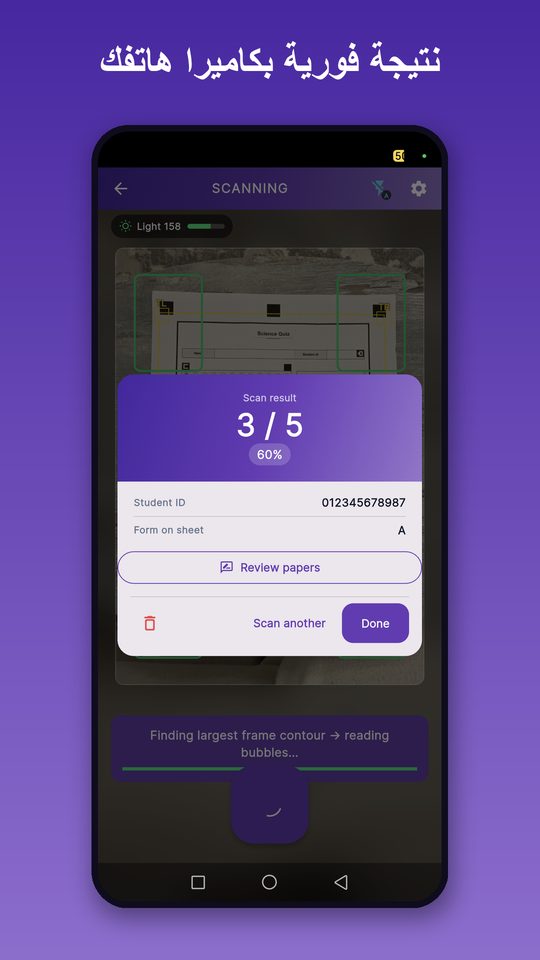 نتيجة فورية بكاميرا هاتفك
SCANNING
A
Light 158
Science Quiz
Scan result
3 / 5
60%
Student ID 012345678987
Form on sheet A
Review papers
Scan another Done
Finding largest frame contour → reading
bubbles...